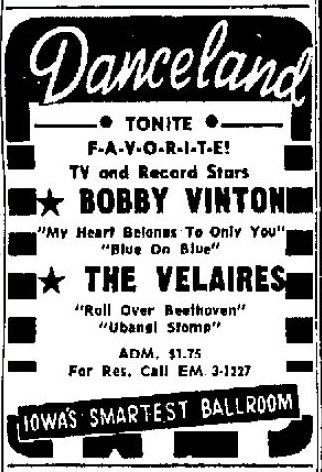 Danceland
TONITE
F-A-V-O-R-I-T-E!
TV and Record Stars
★ BOBBY VINTON
"My Heart Belongs To Only You"
"Blue On Blue"
★ THE VELAIRES
"Roll Over Beethoven"
"Ubangi Stomp"
ADM. $1.75
For Res. Call EM 3-1227
IOWA'S SMARTEST BALLROOM